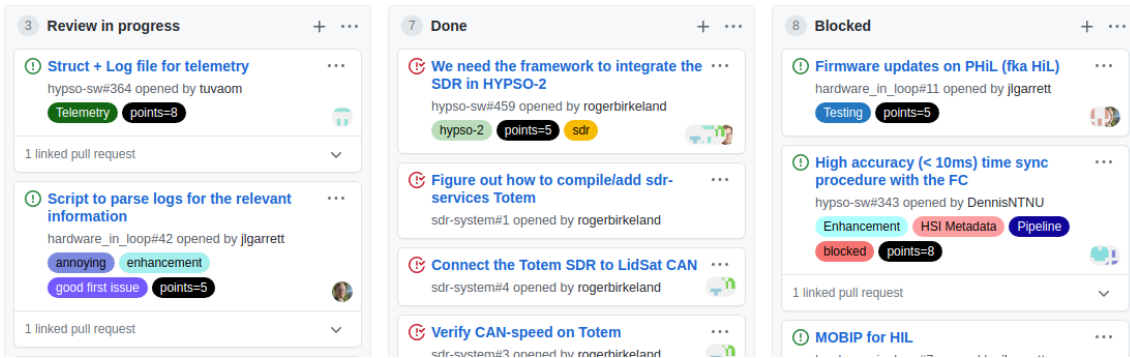 3 Review in progress
Struct + Log file for telemetry
hypso-sw#364 opened by tuvaom
Telemetry points=8
1 linked pull request
Script to parse logs for the relevant
information
hardware_in_loop#42 opened by jlgarrett
annoying enhancement
good first issue points=5
1 linked pull request
7 Done
We need the framework to integrate the
SDR in HYPSO-2
hypso-sw#459 opened by rogerbirkeland
hypso-2 points=5 sdr
Figure out how to compile/add sdr-
services Totem
sdr-system#1 opened by rogerbirkeland
Connect the Totem SDR to LidSat CAN
sdr-system#4 opened by rogerbirkeland
Verify CAN-speed on Totem
sdr-system#3 opened by rogerbirkeland
8 Blocked
Firmware updates on PHiL (fka HiL)
hardware_in_loop#11 opened by jlgarrett
Testing points=5
High accuracy (< 10ms) time sync
procedure with the FC
hypso-sw#343 opened by DennisNTNU
Enhancement HSI Metadata Pipeline
blocked points=8
1 linked pull request
MOBIP for HIL